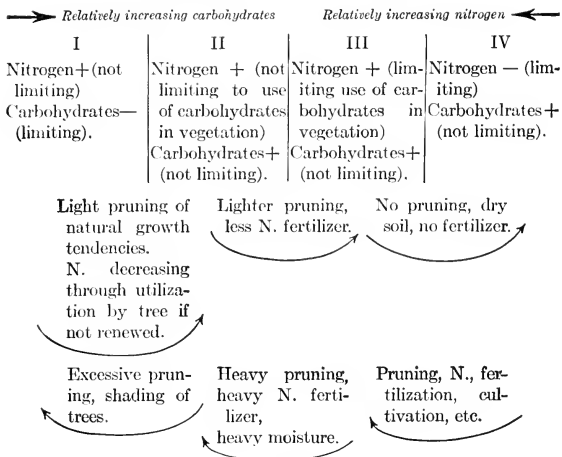 Relatively increasing carbohydrates Relatively increasing nitrogen
I II III IV
Nitrogen+(not
limiting)
Carbohydrates—
(limiting).
Nitrogen + (not
limiting to use
of carbohydrates
in vegetation)
Carbohydrates+
(not limiting).
Nitrogen + (lim-
iting use of car-
bohydrates in
vegetation)
Carbohydrates+
(not limiting).
Nitrogen — (lim-
iting)
Carbohydrates+
(not limiting).
Light pruning of
natural growth
tendencies.
N. decreasing
through utiliza-
tion by tree if
not renewed.
Lighter pruning,
less N. fertilizer.
No pruning, dry
soil, no fertilizer.
Excessive prun-
ing, shading of
trees.
Heavy pruning,
heavy N. ferti-
lizer,
heavy moisture.
Pruning, N., fer-
tilization, cul-
tivation, etc.